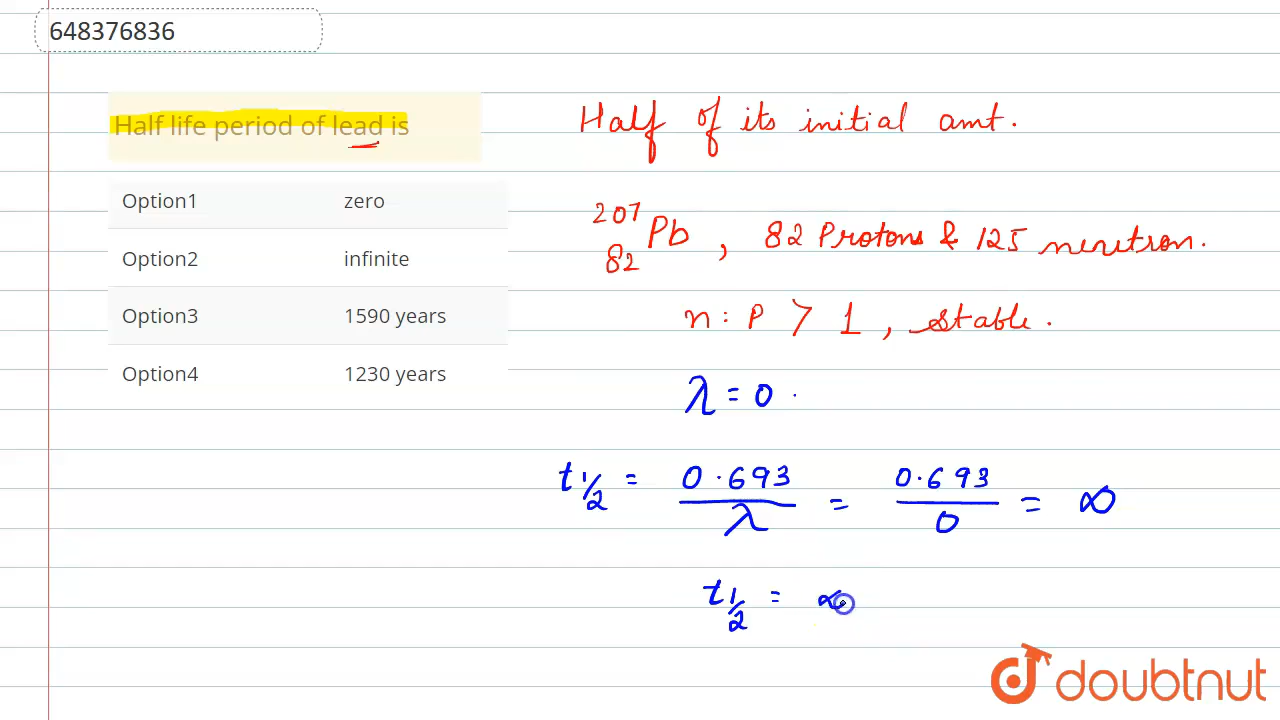 648376836
Half life period of lead is
Option1 zero
Option2 infinite
Option3 1590 years
Option4 1230 years
Half of its initial amt.
207
82 Pb, 82 Protons & 125 neutron.
n : P > 1, stable.
λ = 0.
t1/2 = 0.693/λ = 0.693/0 = ∞
t1/2 = ∞
doubtnut